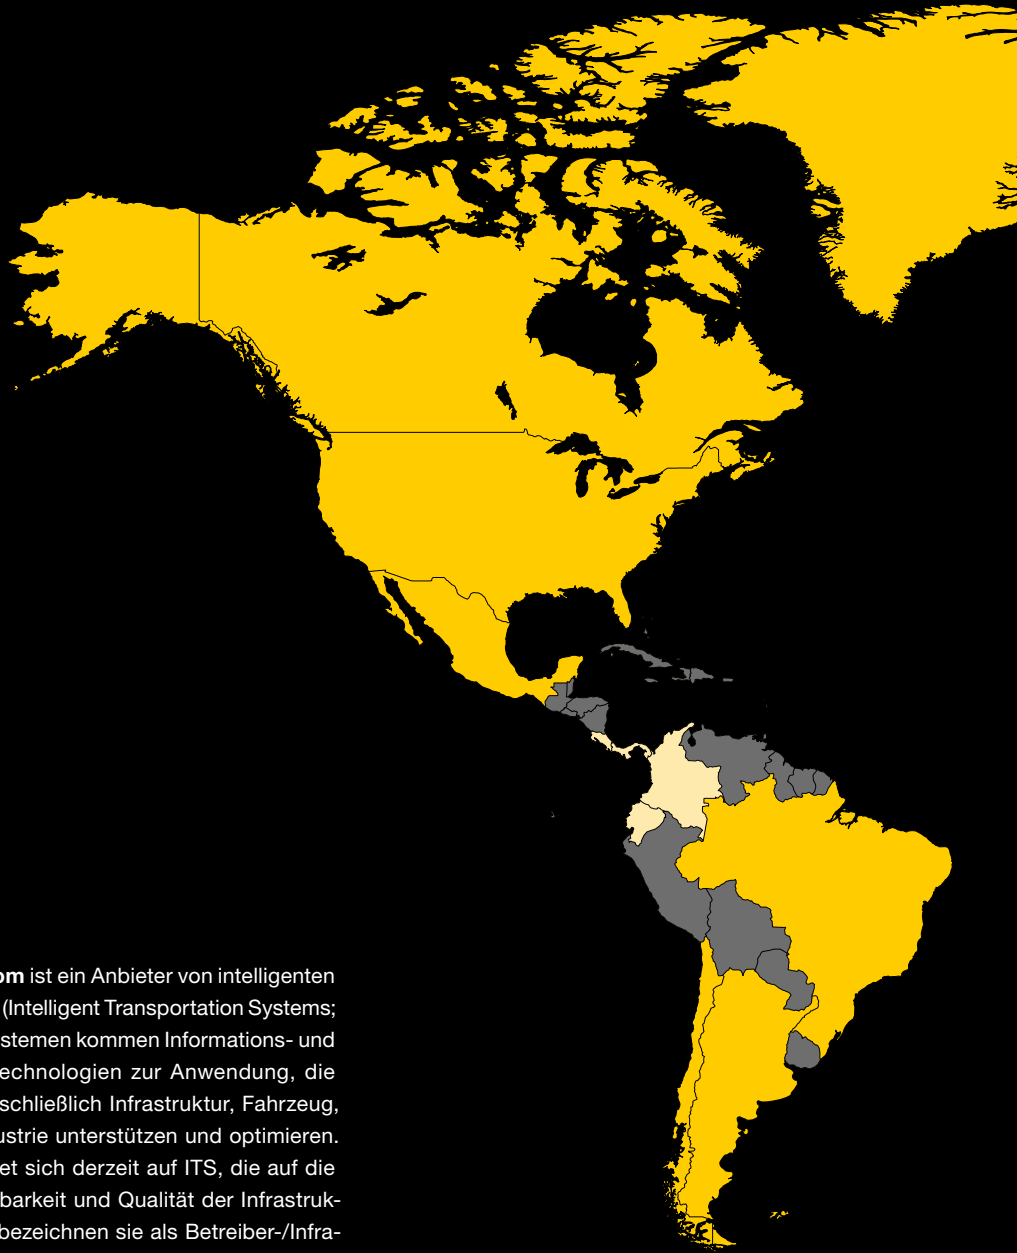 om ist ein Anbieter von intelligenten
(Intelligent Transportation Systems;
stemen kommen Informations- und
echnologien zur Anwendung, die
schließlich Infrastruktur, Fahrzeug,
ustrie unterstützen und optimieren.
et sich derzeit auf ITS, die auf die
barkeit und Qualität der Infrastruk-
bezeichnen sie als Betreiber-/Infra-